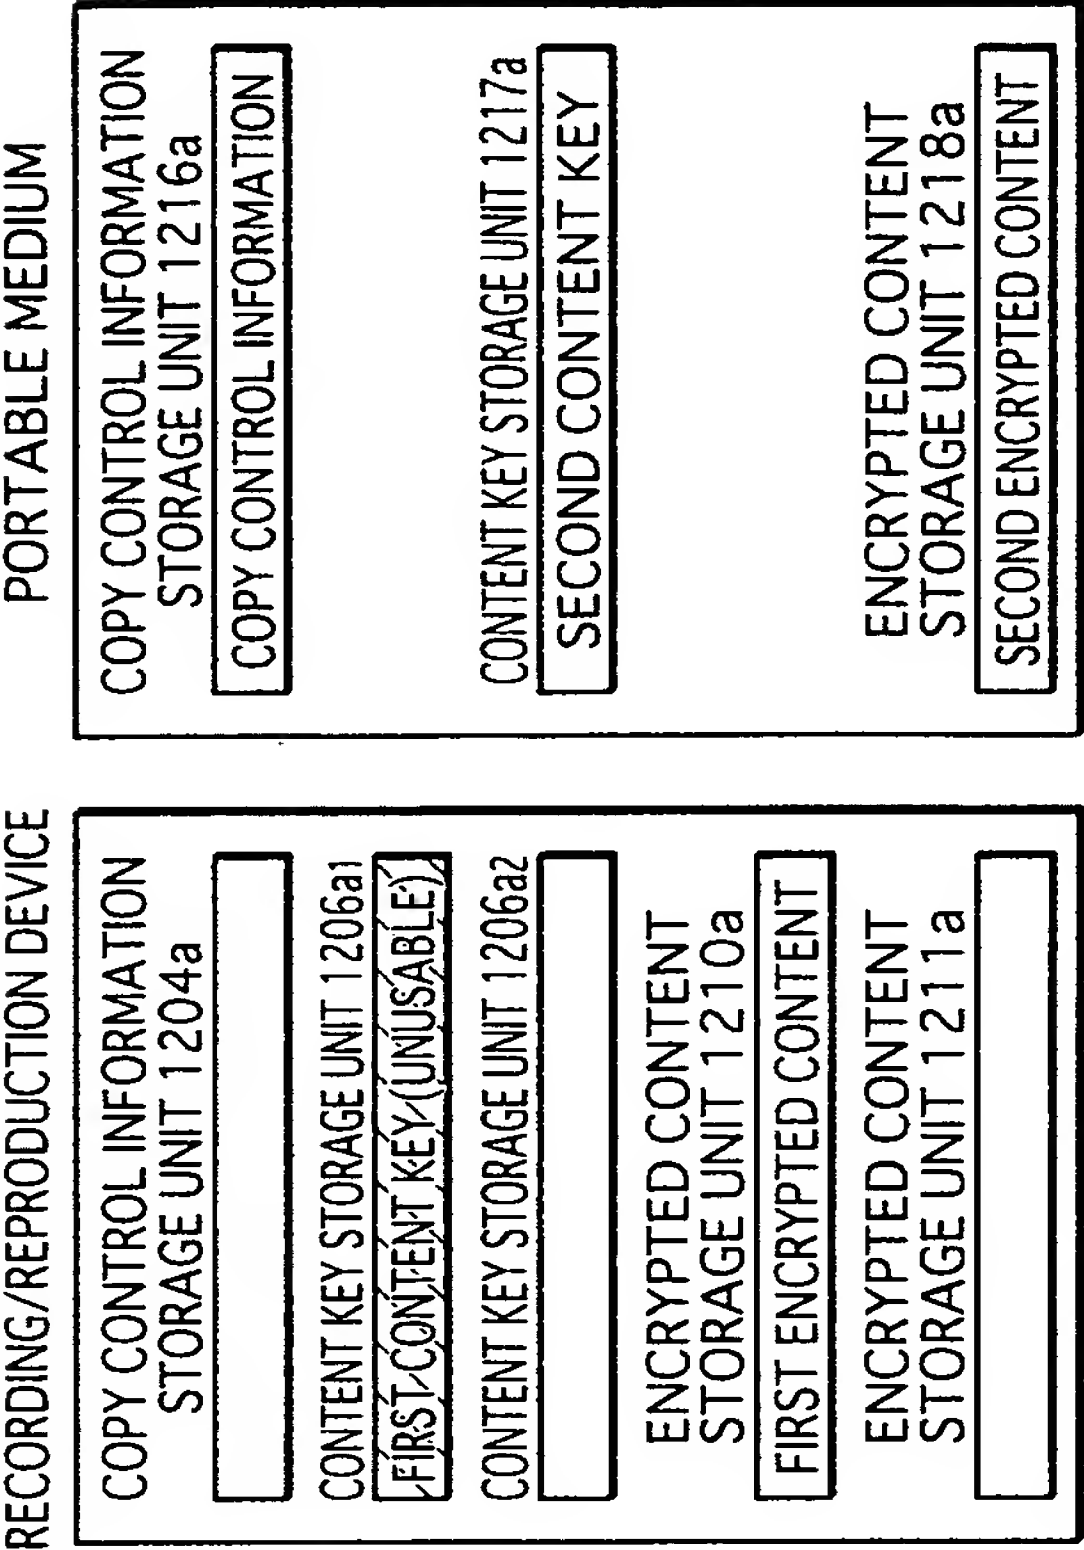 RECORDING/REPRODUCTION DEVICE
COPY CONTROL INFORMATION
STORAGE UNIT 1204a
CONTENT KEY STORAGE UNIT 1206a1
FIRST CONTENT KEY (UNUSABLE)
CONTENT KEY STORAGE UNIT 1206a2
ENCRYPTED CONTENT
STORAGE UNIT 1210a
FIRST ENCRYPTED CONTENT
ENCRYPTED CONTENT
STORAGE UNIT 1211a
PORTABLE MEDIUM
COPY CONTROL INFORMATION
STORAGE UNIT 1216a
COPY CONTROL INFORMATION
CONTENT KEY STORAGE UNIT 1217a
SECOND CONTENT KEY
ENCRYPTED CONTENT
STORAGE UNIT 1218a
SECOND ENCRYPTED CONTENT